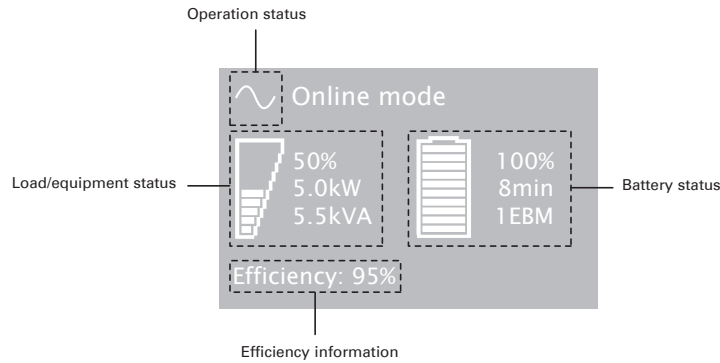 Operation status
Online mode
Load/equipment status
50%
5.0kW
5.5kVA
100%
8min
1EBM
Battery status
Efficiency: 95%
Efficiency information